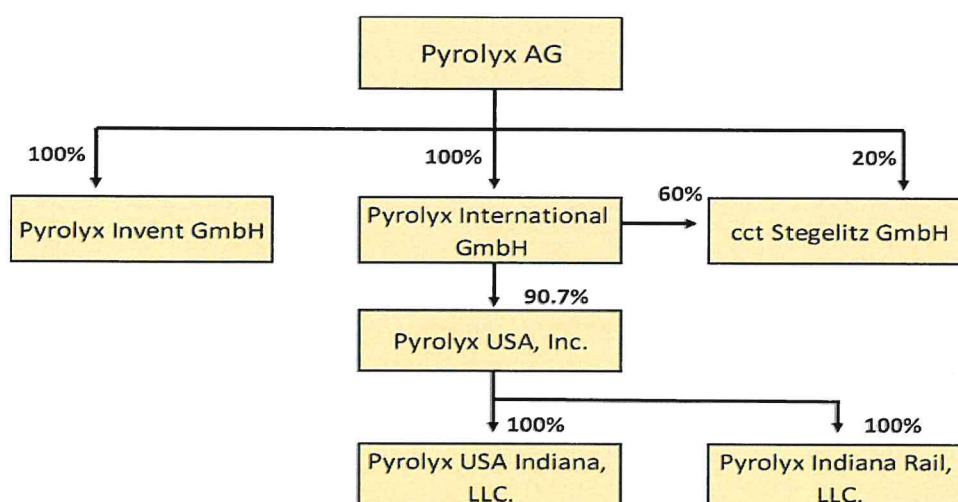 Pyrolyx AG
100%
100%
20%
Pyrolyx Invent GmbH
Pyrolyx International
GmbH
60%
cct Stegelitz GmbH
90.7%
Pyrolyx USA, Inc.
100%
100%
Pyrolyx USA Indiana,
LLC.
Pyrolyx Indiana Rail,
LLC.